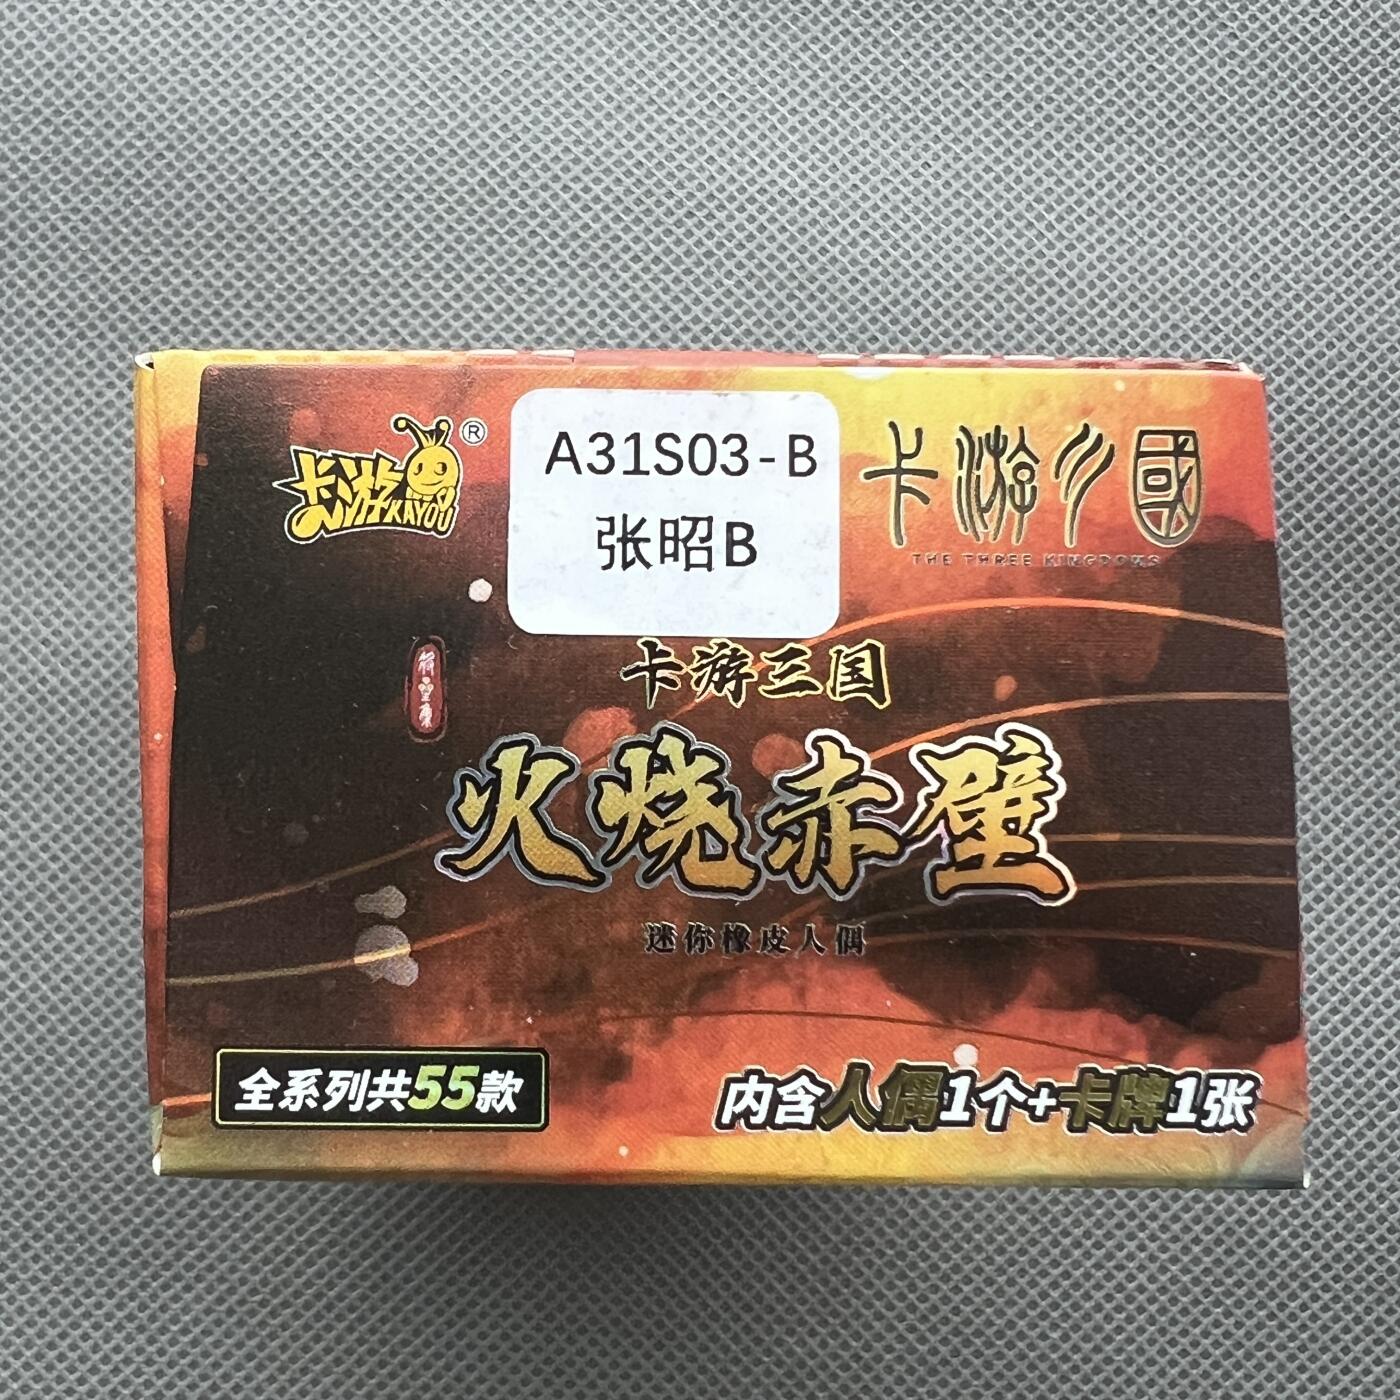 卡游
KAYOU
®
A31S03-B
张昭B
卡游三國
THE THREE KINGDOMS
卡游三国
火烧赤壁
迷你橡皮人偶
全系列共55款
内含人偶1个+卡牌1张